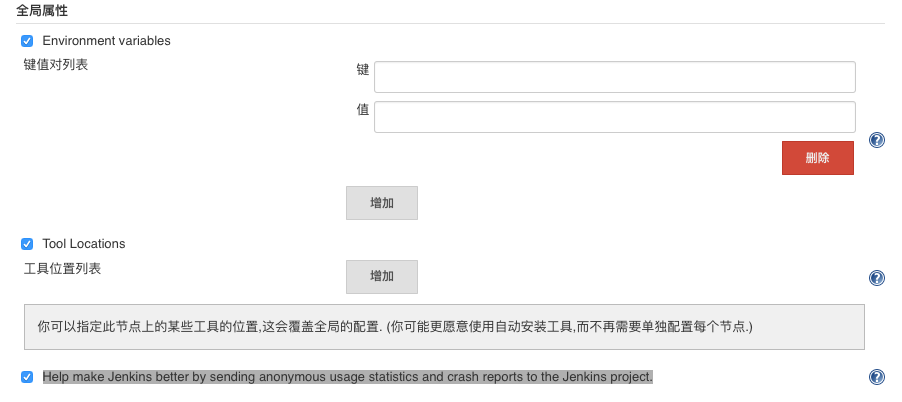 全局属性
Environment variables
键值对列表
键
值
删除
增加
Tool Locations
工具位置列表
增加
你可以指定此节点上的某些工具的位置,这会覆盖全局的配置. (你可能更愿意使用自动安装工具,而不再需要单独配置每个节点.)
Help make Jenkins better by sending anonymous usage statistics and crash reports to the Jenkins project.